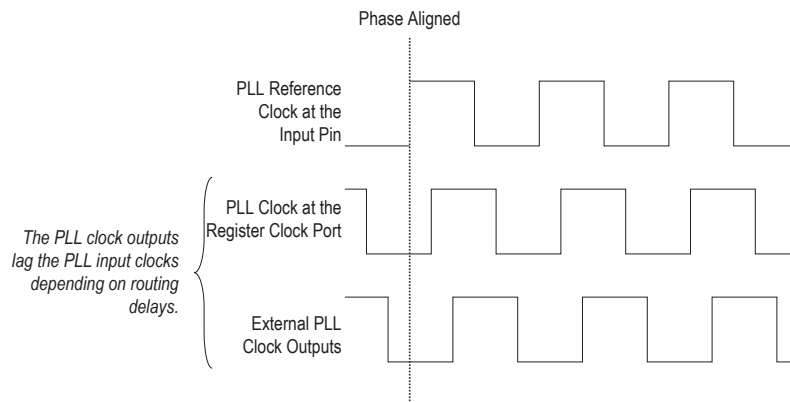 Phase Aligned
PLL Reference
Clock at the
Input Pin
PLL Clock at the
Register Clock Port
The PLL clock outputs
lag the PLL input clocks
depending on routing
delays.
External PLL
Clock Outputs